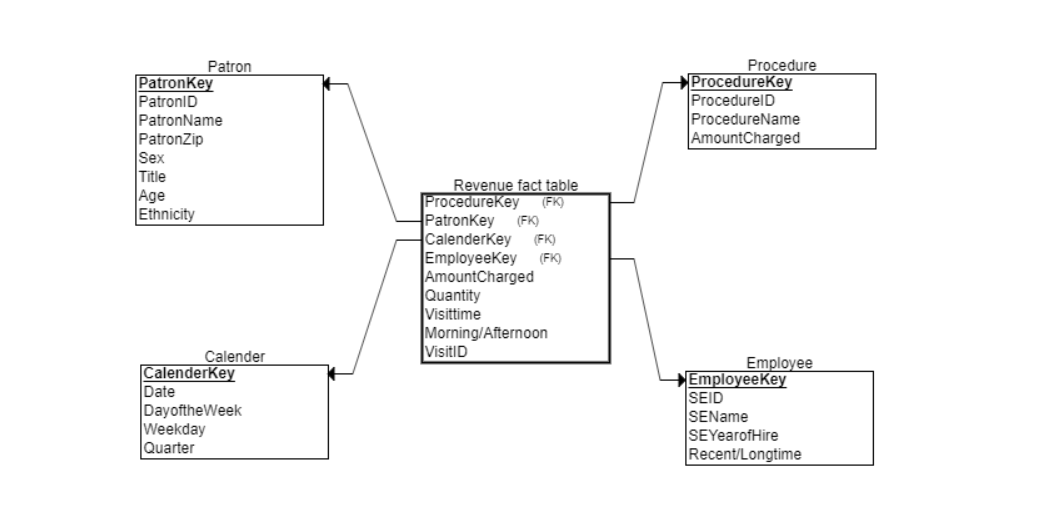 Patron
PatronKey
PatronID
PatronName
PatronZip
Sex
Title
Age
Ethnicity
Procedure
ProcedureKey
ProcedureID
ProcedureName
AmountCharged
Revenue fact table
ProcedureKey (FK)
PatronKey (FK)
CalenderKey (FK)
EmployeeKey (FK)
AmountCharged
Quantity
Visittime
Morning/Afternoon
VisitID
Calender
CalenderKey
Date
DayoftheWeek
Weekday
Quarter
Employee
EmployeeKey
SEID
SEName
SEYearofHire
Recent/Longtime